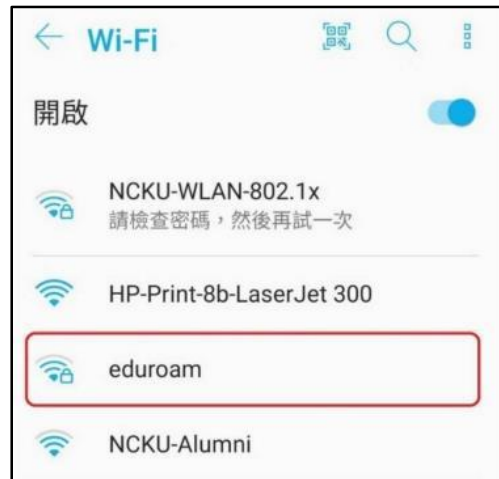 Wi-Fi
開啟
NCKU-WLAN-802.1x
請檢查密碼，然後再試一次
HP-Print-8b-LaserJet 300
eduroam
NCKU-Alumni